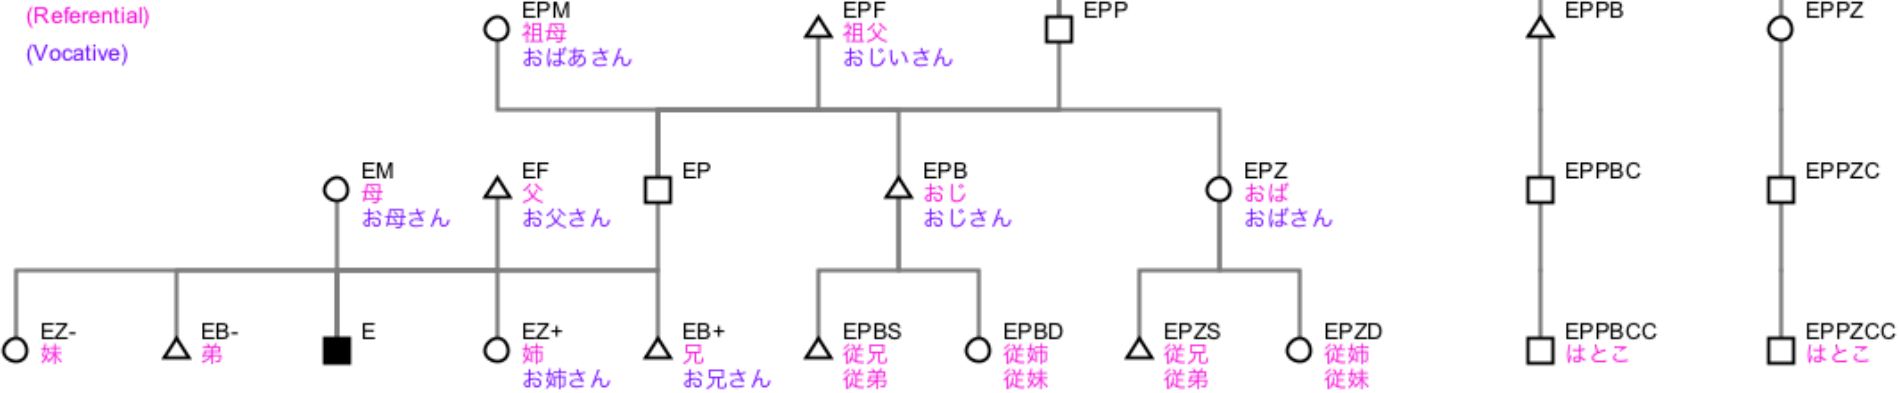 (Referential)
(Vocative)
EPM
祖母
おばあさん
EPF
祖父
おじいさん
EPP
EPPB
EPPZ
EM
母
お母さん
EF
父
お父さん
EP
EPB
おじ
おじさん
EPZ
おば
おばさん
EPPBC
EPPZC
EZ-
妹
EB-
弟
E
EZ+
姉
お姉さん
EB+
兄
お兄さん
EPBS
従兄
従弟
EPBD
従姉
従妹
EPZS
従兄
従弟
EPZD
従姉
従妹
EPPBCC
はとこ
EPPZCC
はとこ